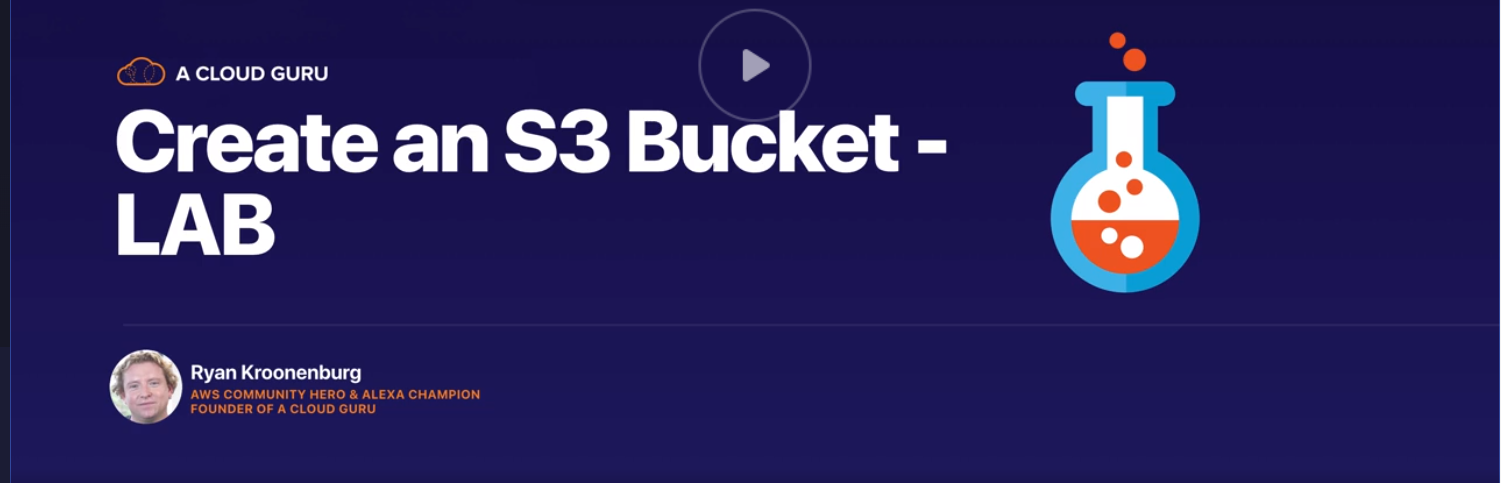 A CLOUD GURU
Create an S3 Bucket -
LAB
Ryan Kroonenburg
AWS COMMUNITY HERO & ALEXA CHAMPION
FOUNDER OF A CLOUD GURU